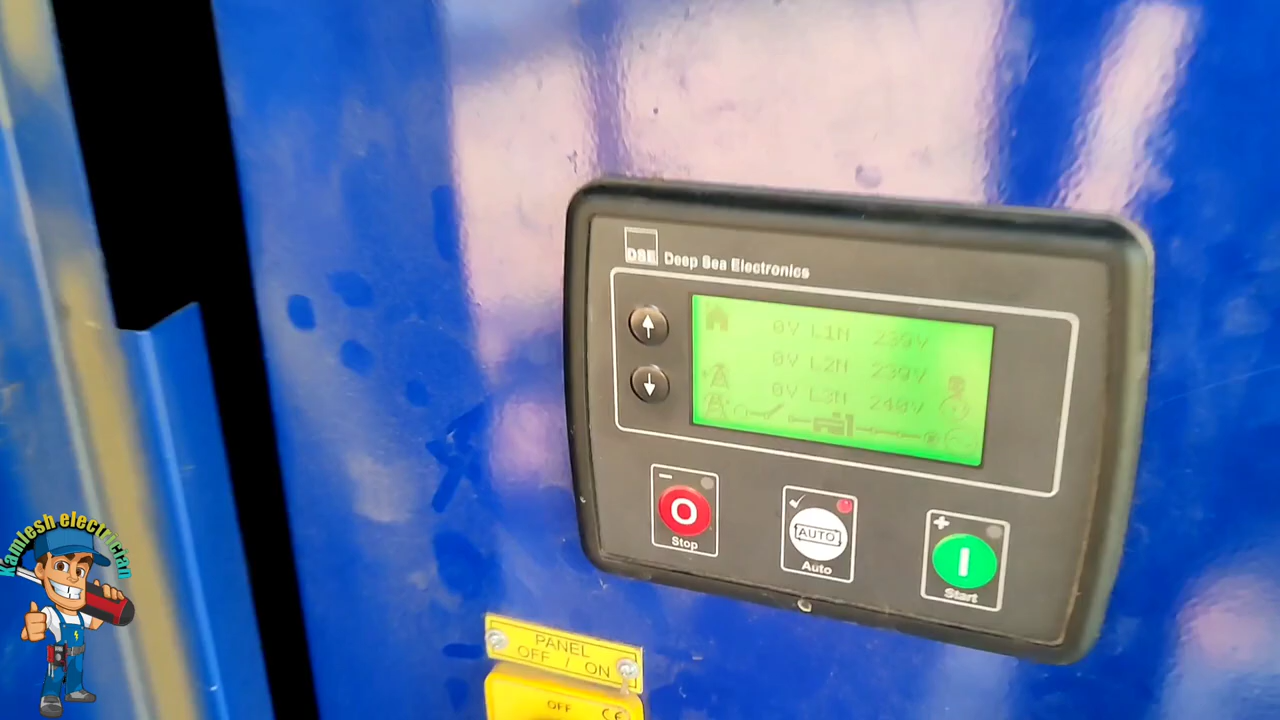 DSE Deep Sea Electronics
0V L1N 239V
0V L2N 239V
0V L3N 240V
Stop
AUTO
Auto
Start
PANEL
OFF / ON
OFF
CE
Kamlesh electrician